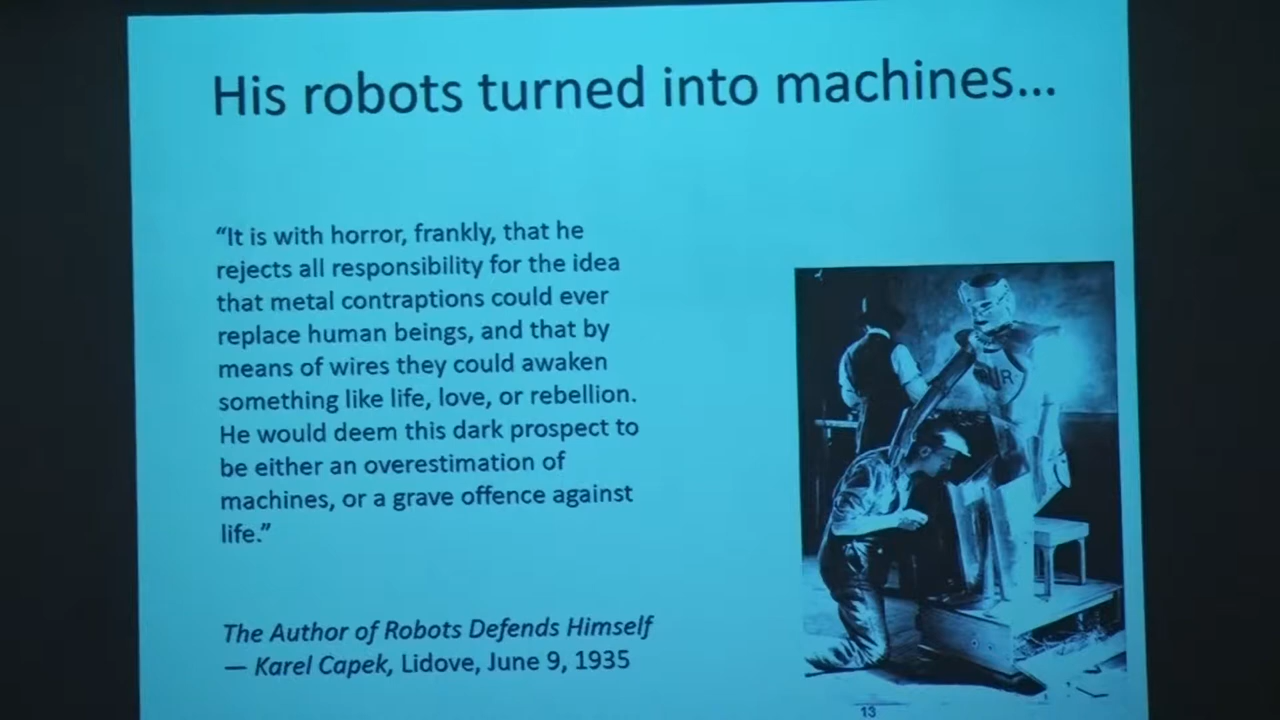 His robots turned into machines...
“It is with horror, frankly, that he
rejects all responsibility for the idea
that metal contraptions could ever
replace human beings, and that by
means of wires they could awaken
something like life, love, or rebellion.
He would deem this dark prospect to
be either an overestimation of
machines, or a grave offence against
life.”
The Author of Robots Defends Himself
— Karel Capek, Lidove, June 9, 1935
13